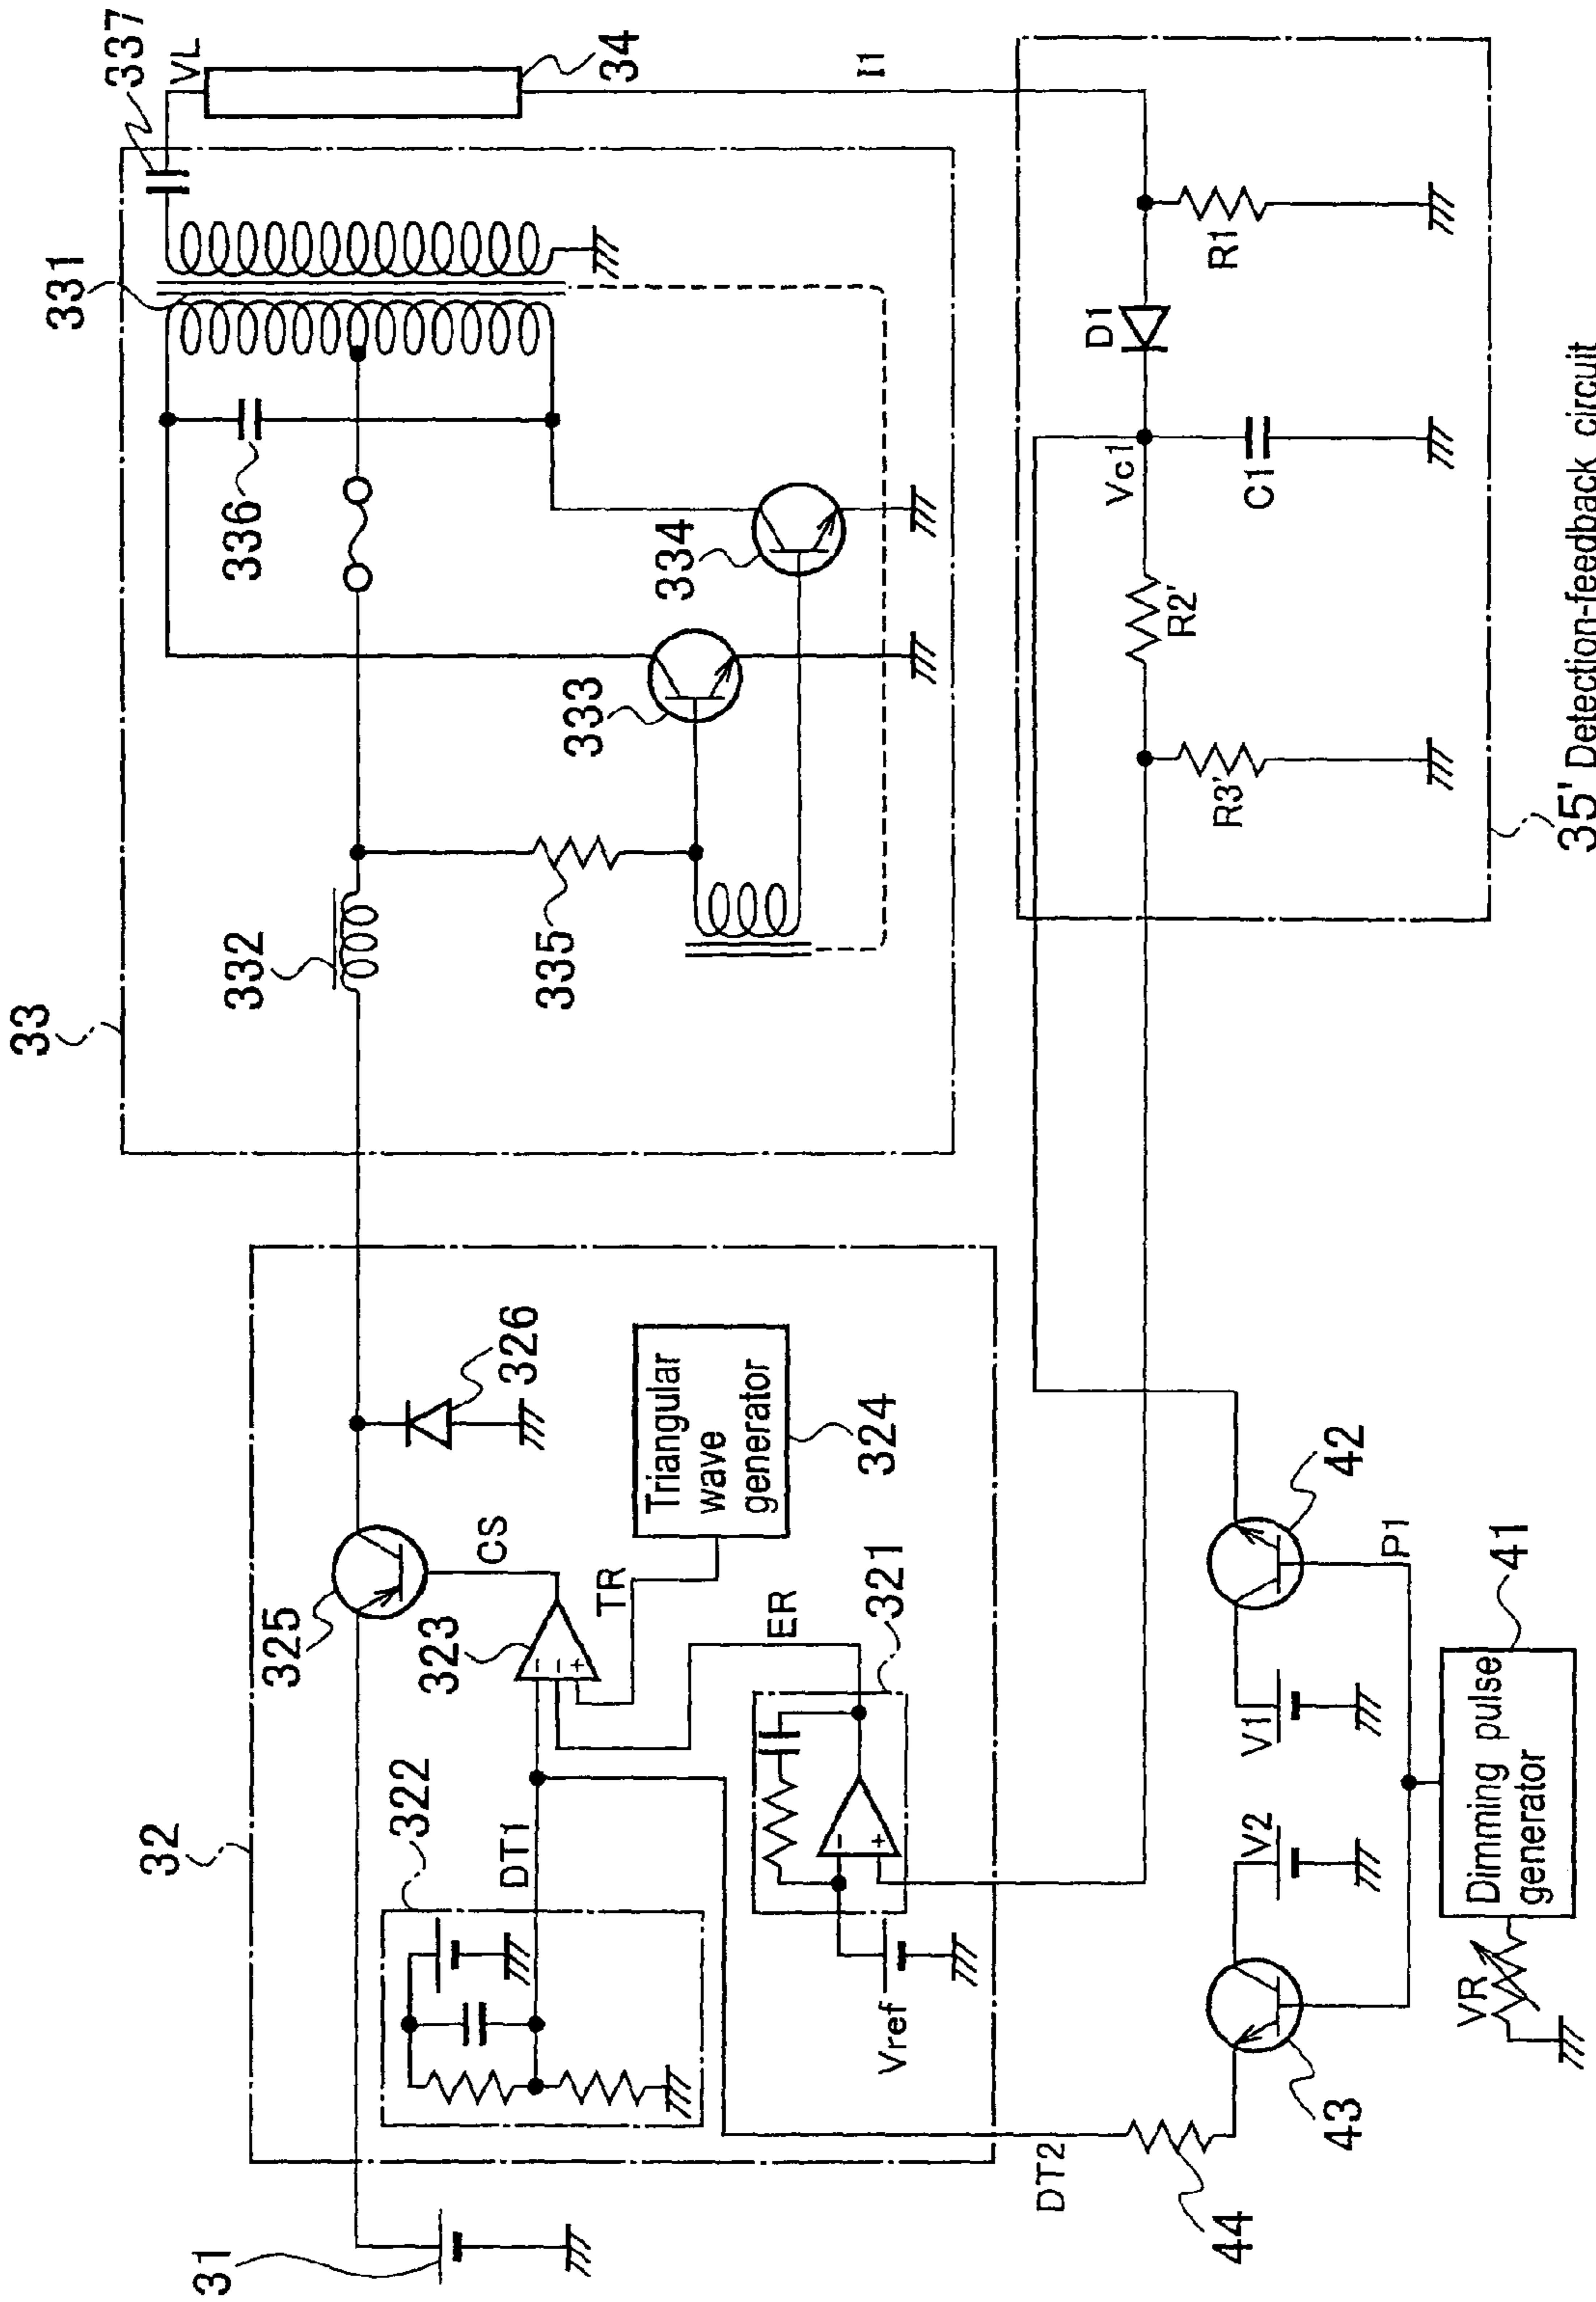 33
332
335
333
336
334
331
337
VL
34
I1
32
322
DT1
325
323
CS
TR
326
Triangular
wave
generator
324
ER
321
Vref
31
R3'
R2'
Vc1
C1
D1
R1
35' Detection-feedback circuit
DT2
44
43
V2
V1
42
P1
VR
Dimming pulse
generator
41